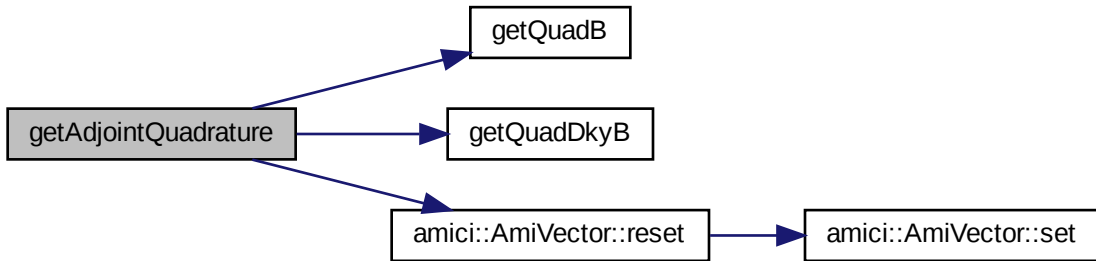 getQuadB
getAdjointQuadrature
getQuadDkyB
amici::AmiVector::reset
amici::AmiVector::set